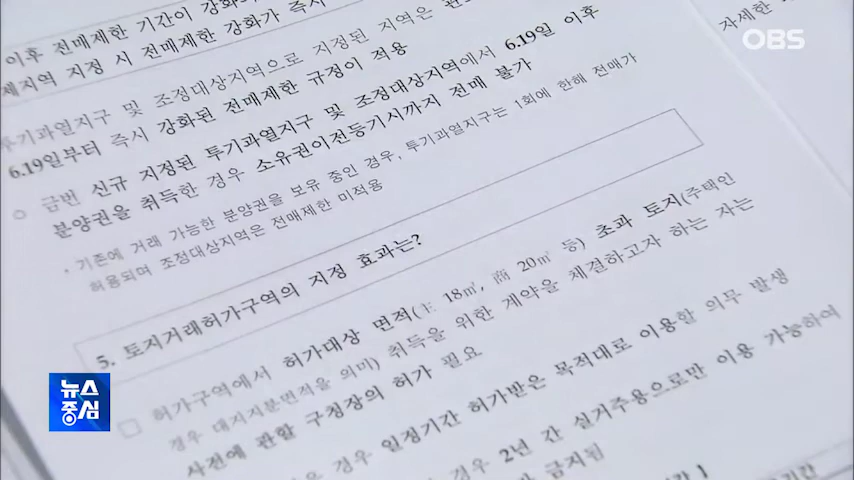 이후 전매제한 기간이 강화
제지역 지정 시 전매제한 강화가 즉시
투기과열지구 및 조정대상지역으로 지정된 지역은
6.19일부터 즉시 강화된 전매제한 규정이 적용
○ 금번 신규 지정된 투기과열지구 및 조정대상지역에서 6.19일 이후
분양권을 취득한 경우 소유권이전등기시까지 전매 불가
* 기존에 거래 가능한 분양권을 보유 중인 경우, 투기과열지구는 1회에 한해 전매가
허용되며 조정대상지역은 전매제한 미적용
5. 토지거래허가구역의 지정 효과는?
□ 허가구역에서 허가대상 면적(主 18㎡, 商 20㎡ 등) 초과 토지(주택인
경우 대지지분면적을 의미) 취득을 위한 계약을 체결하고자 하는 자는
사전에 관할 구청장의 허가 필요
경우 일정기간 허가받은 목적대로 이용할 의무 발생
경우 2년 간 실거주용으로만 이용 가능하여
금지됨
자세한
OBS
뉴스
중심